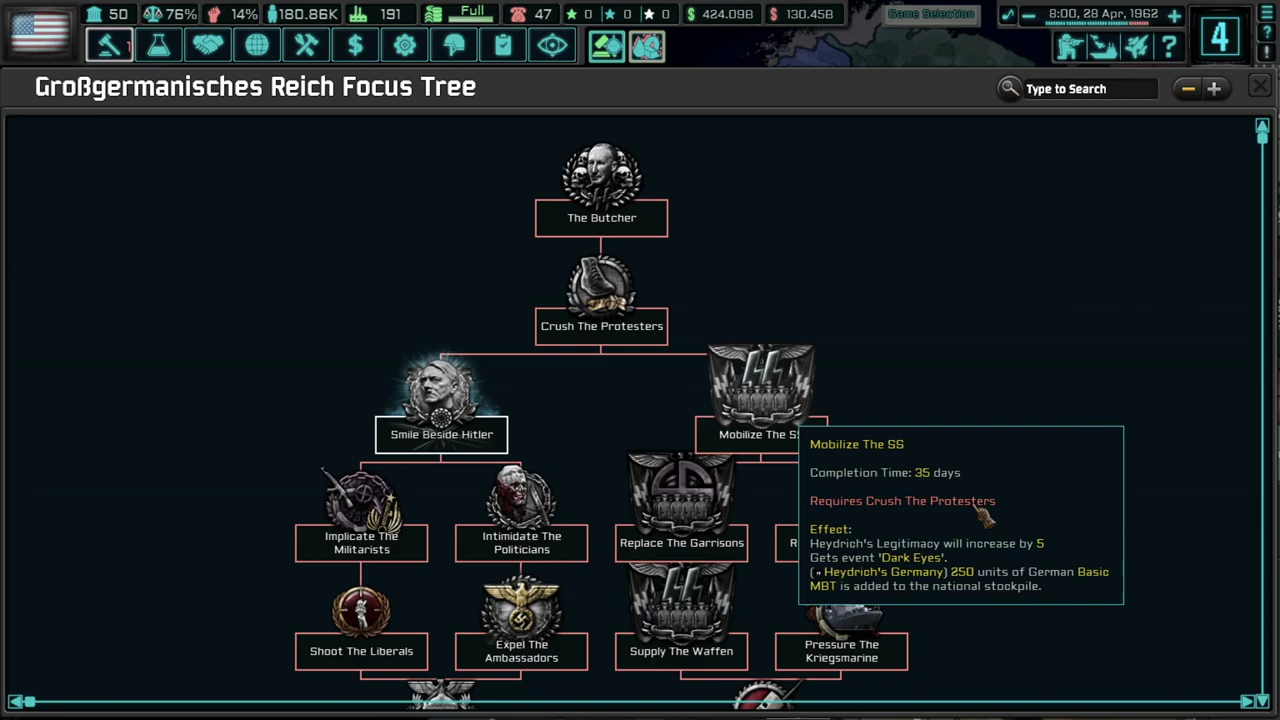 50 76% 14% 180.86K 191 Full 47 0 0 0 $ 424.09B $ 130.45B Game Selection 8:00, 28 Apr, 1962 4
1
Großgermanisches Reich Focus Tree
Type to Search
The Butcher
Crush The Protesters
Smile Beside Hitler
Mobilize The SS
Mobilize The SS
Completion Time: 35 days
Requires Crush The Protesters
Effect:
Heydrich's Legitimacy will increase by 5
Gets event 'Dark Eyes'.
(Heydrich's Germany) 250 units of German Basic
MBT is added to the national stockpile.
Implicate The
Militarists
Intimidate The
Politicians
Replace The Garrisons
R
Shoot The Liberals
Expel The
Ambassadors
Supply The Waffen
Pressure The
Kriegsmarine